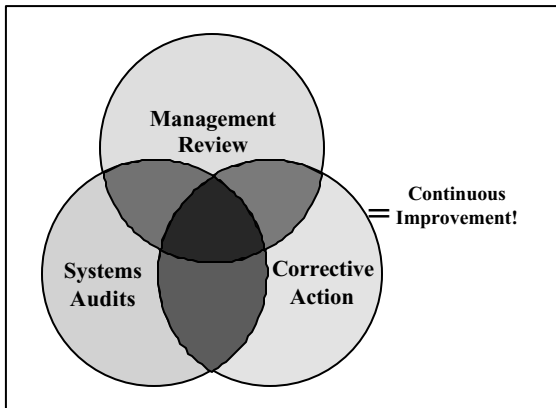 Management
Review
=
Continuous
Improvement!
Systems
Audits
Corrective
Action